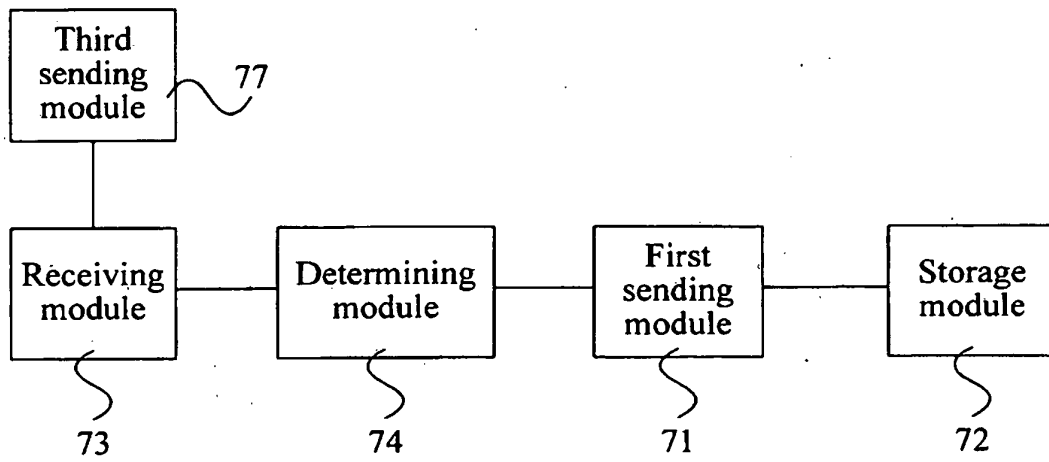 Third
sending
module
77
Receiving
module
Determining
module
First
sending
module
Storage
module
73
74
71
72